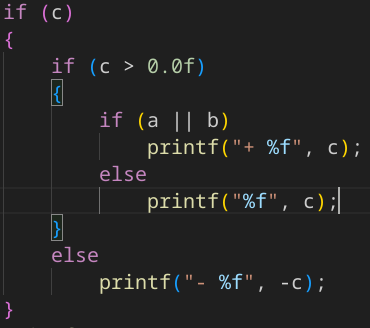 if (c)
{
    if (c > 0.0f)
    {
        if (a || b)
            printf("+ %f", c);
        else
            printf("%f", c);
    }
    else
        printf("- %f", -c);
}